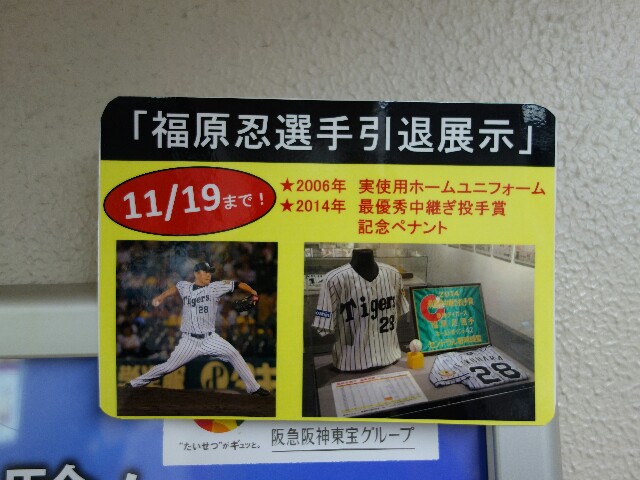 「福原忍選手引退展示」
11/19まで！
★2006年 実使用ホームユニフォーム
★2014年 最優秀中継ぎ投手賞
記念ペナント
Tigers
28
Tigers
28
2014
28
"たいせつ"がギュッと。
阪急阪神東宝グループ